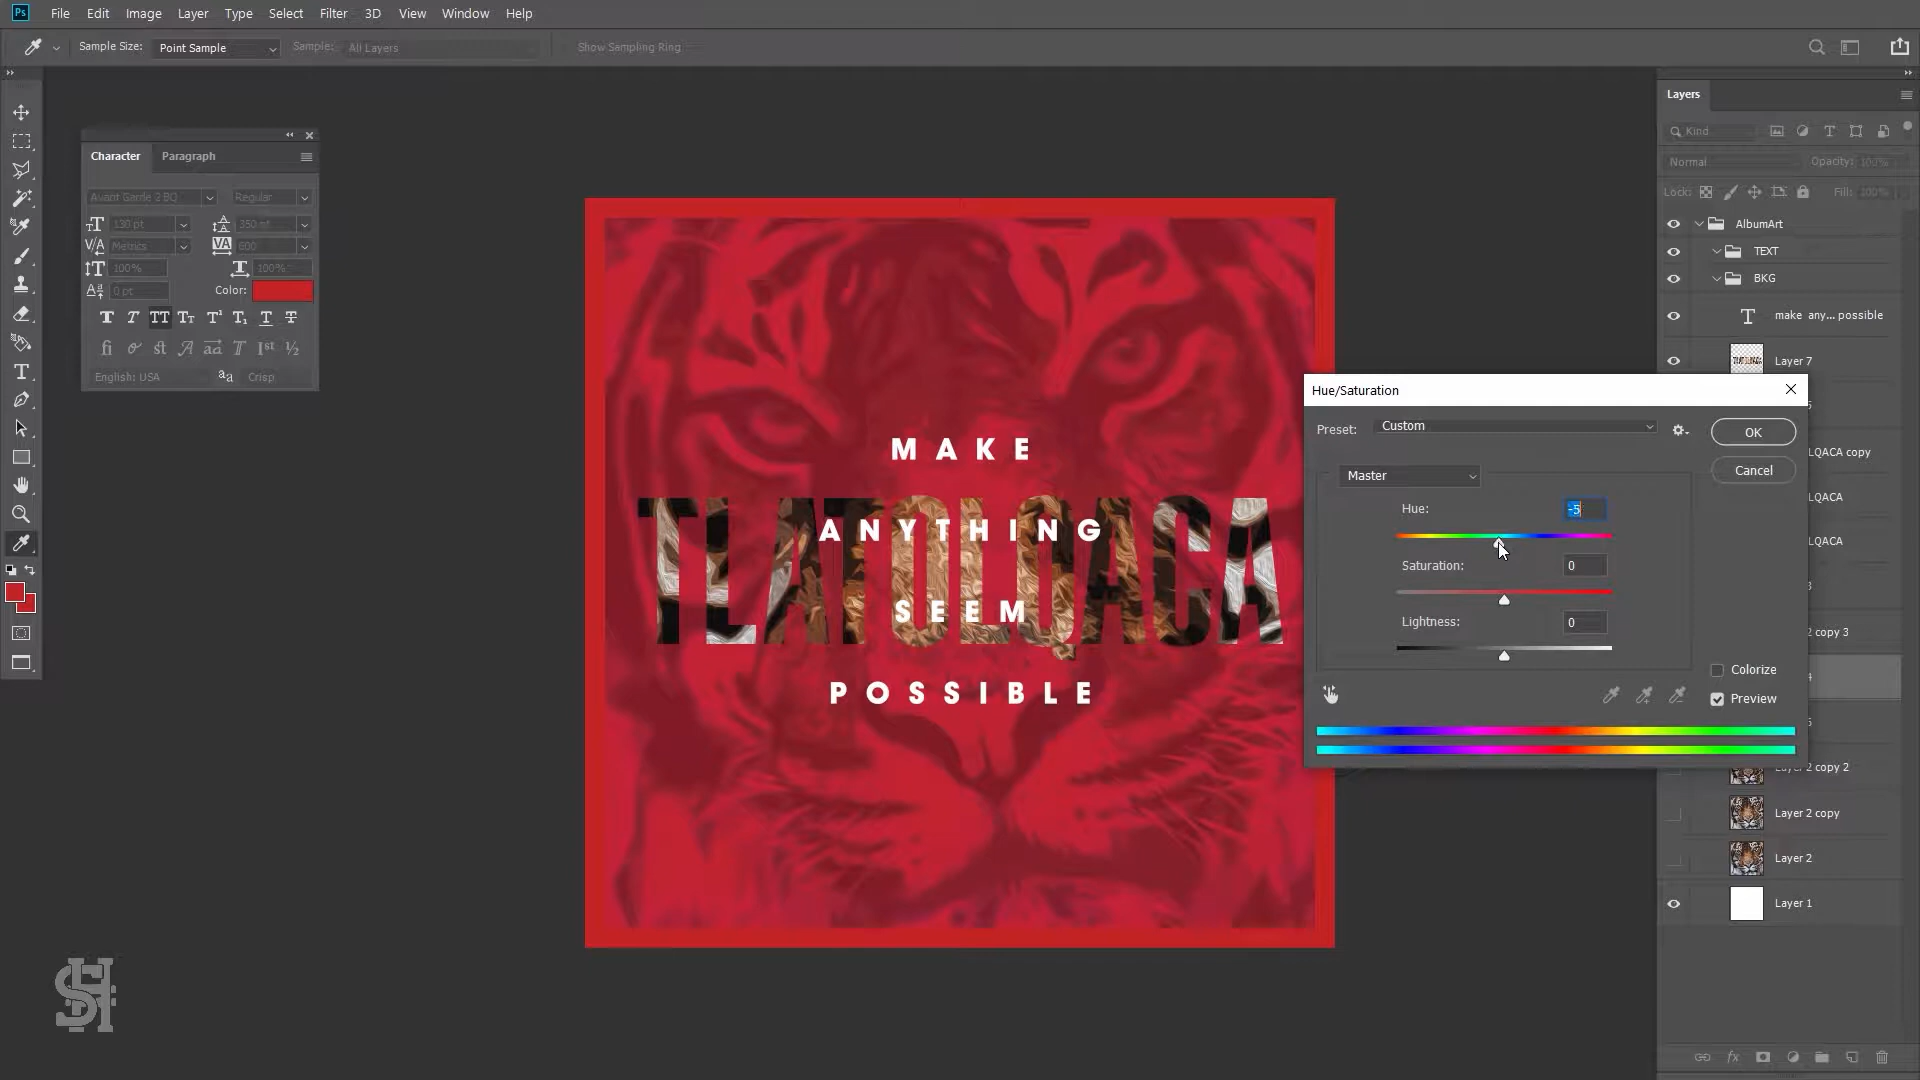 Ps File Edit Image Layer Type Select Filter 3D View Window Help
Sample Size: Point Sample Sample: All Layers Show Sampling Ring
Character Paragraph
Avant Garde 2 BQ Regular
130 pt 350 pt
Metrics 600
100% 100%
0 pt Color:
English: USA aa Crisp
MAKE
TLATOLQACA
ANYTHING
SEEM
POSSIBLE
Hue/Saturation
Preset: Custom
OK
Master
Cancel
Hue: -5
Saturation: 0
Lightness: 0
Colorize
Preview
Layers
Kind
Normal Opacity: 100%
Lock: Fill: 100%
AlbumArt
TEXT
BKG
make any... possible
Layer 7
LQACA copy
LQACA
LQACA
2 copy 3
Layer 2 copy 2
Layer 2 copy
Layer 2
Layer 1
fx